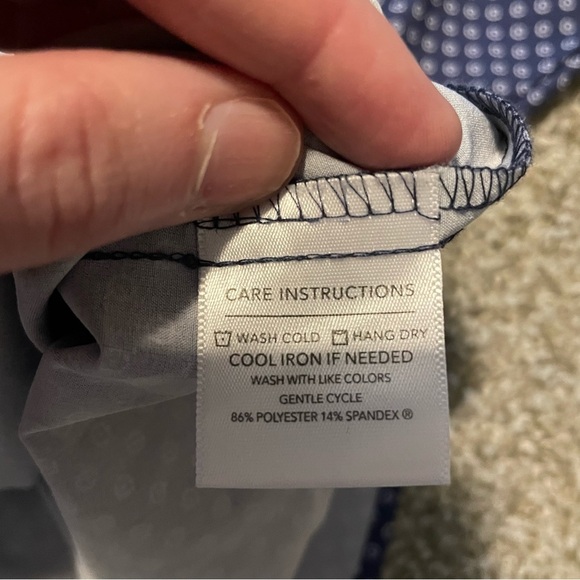 CARE INSTRUCTIONS
WASH COLD HANG DRY
COOL IRON IF NEEDED
WASH WITH LIKE COLORS
GENTLE CYCLE
86% POLYESTER 14% SPANDEX ®